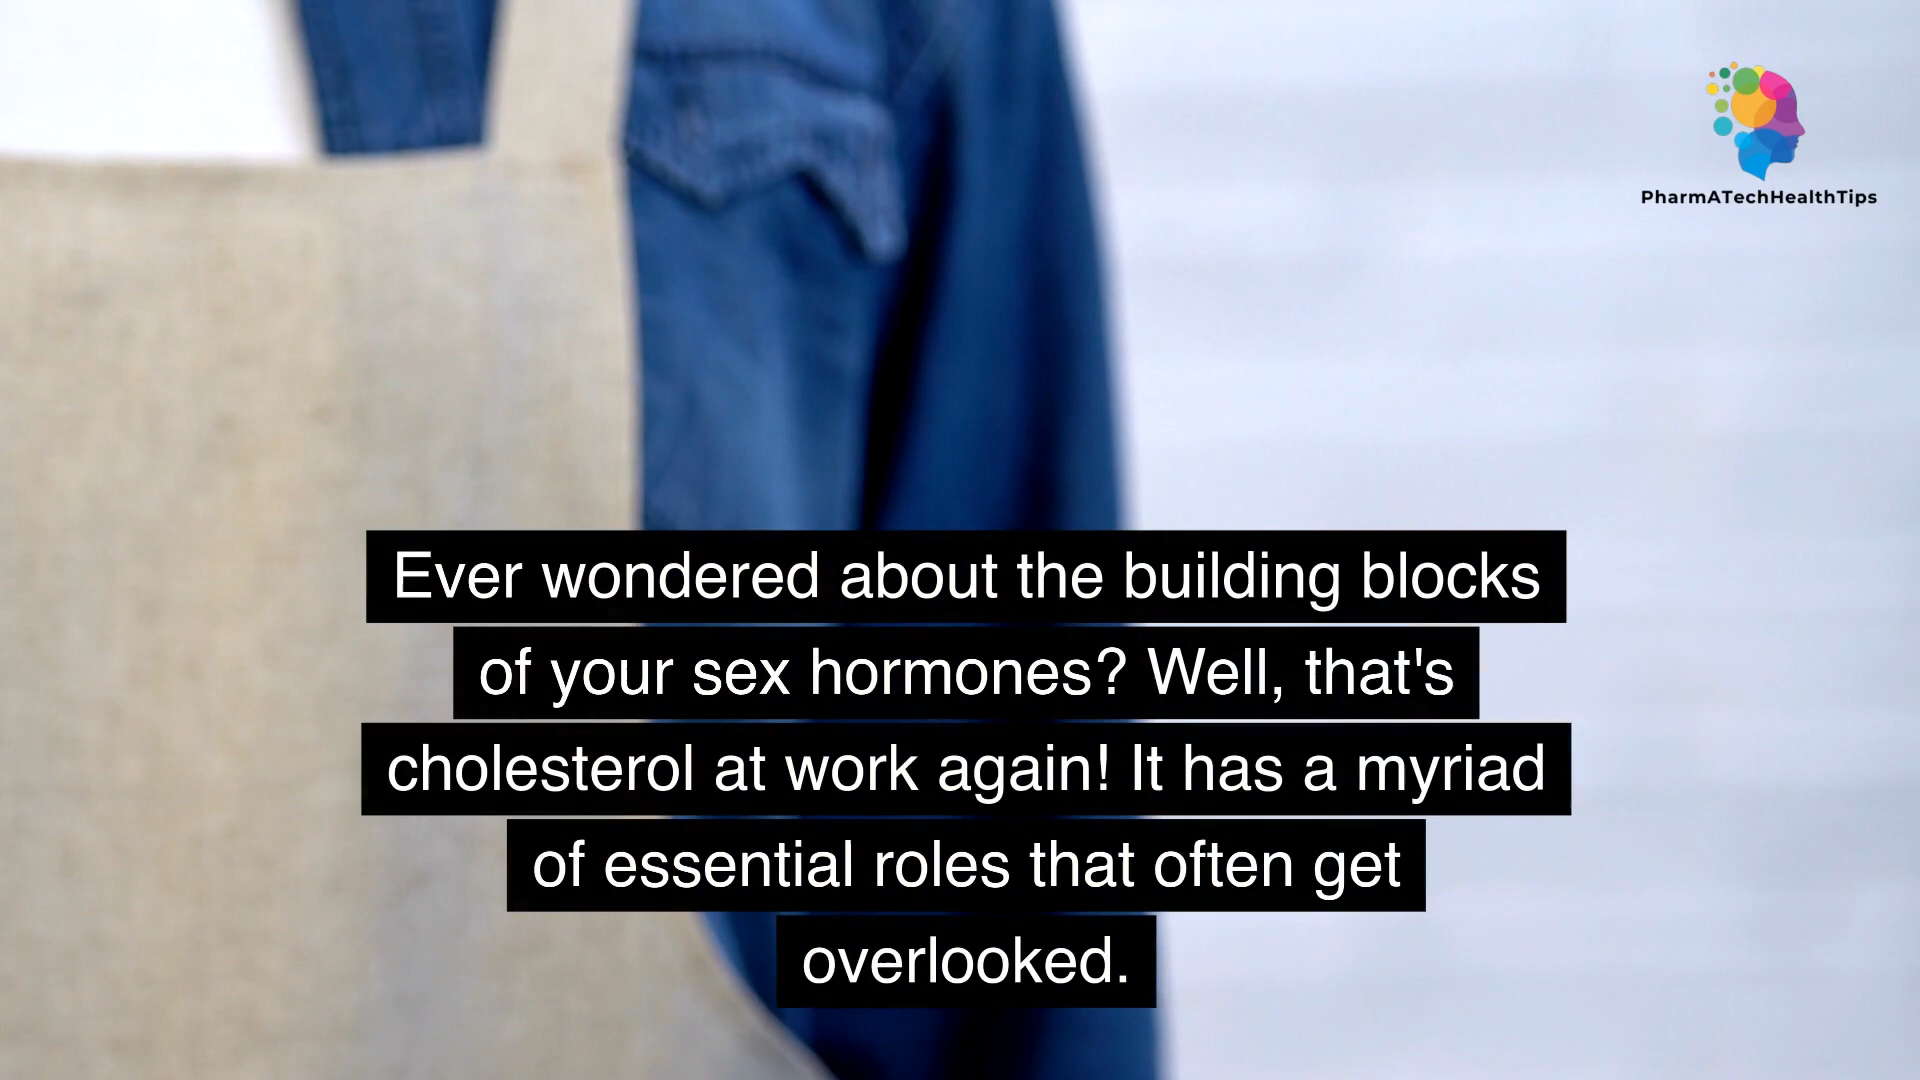 PharmATechHealthTips
Ever wondered about the building blocks
of your sex hormones? Well, that's
cholesterol at work again! It has a myriad
of essential roles that often get
overlooked.